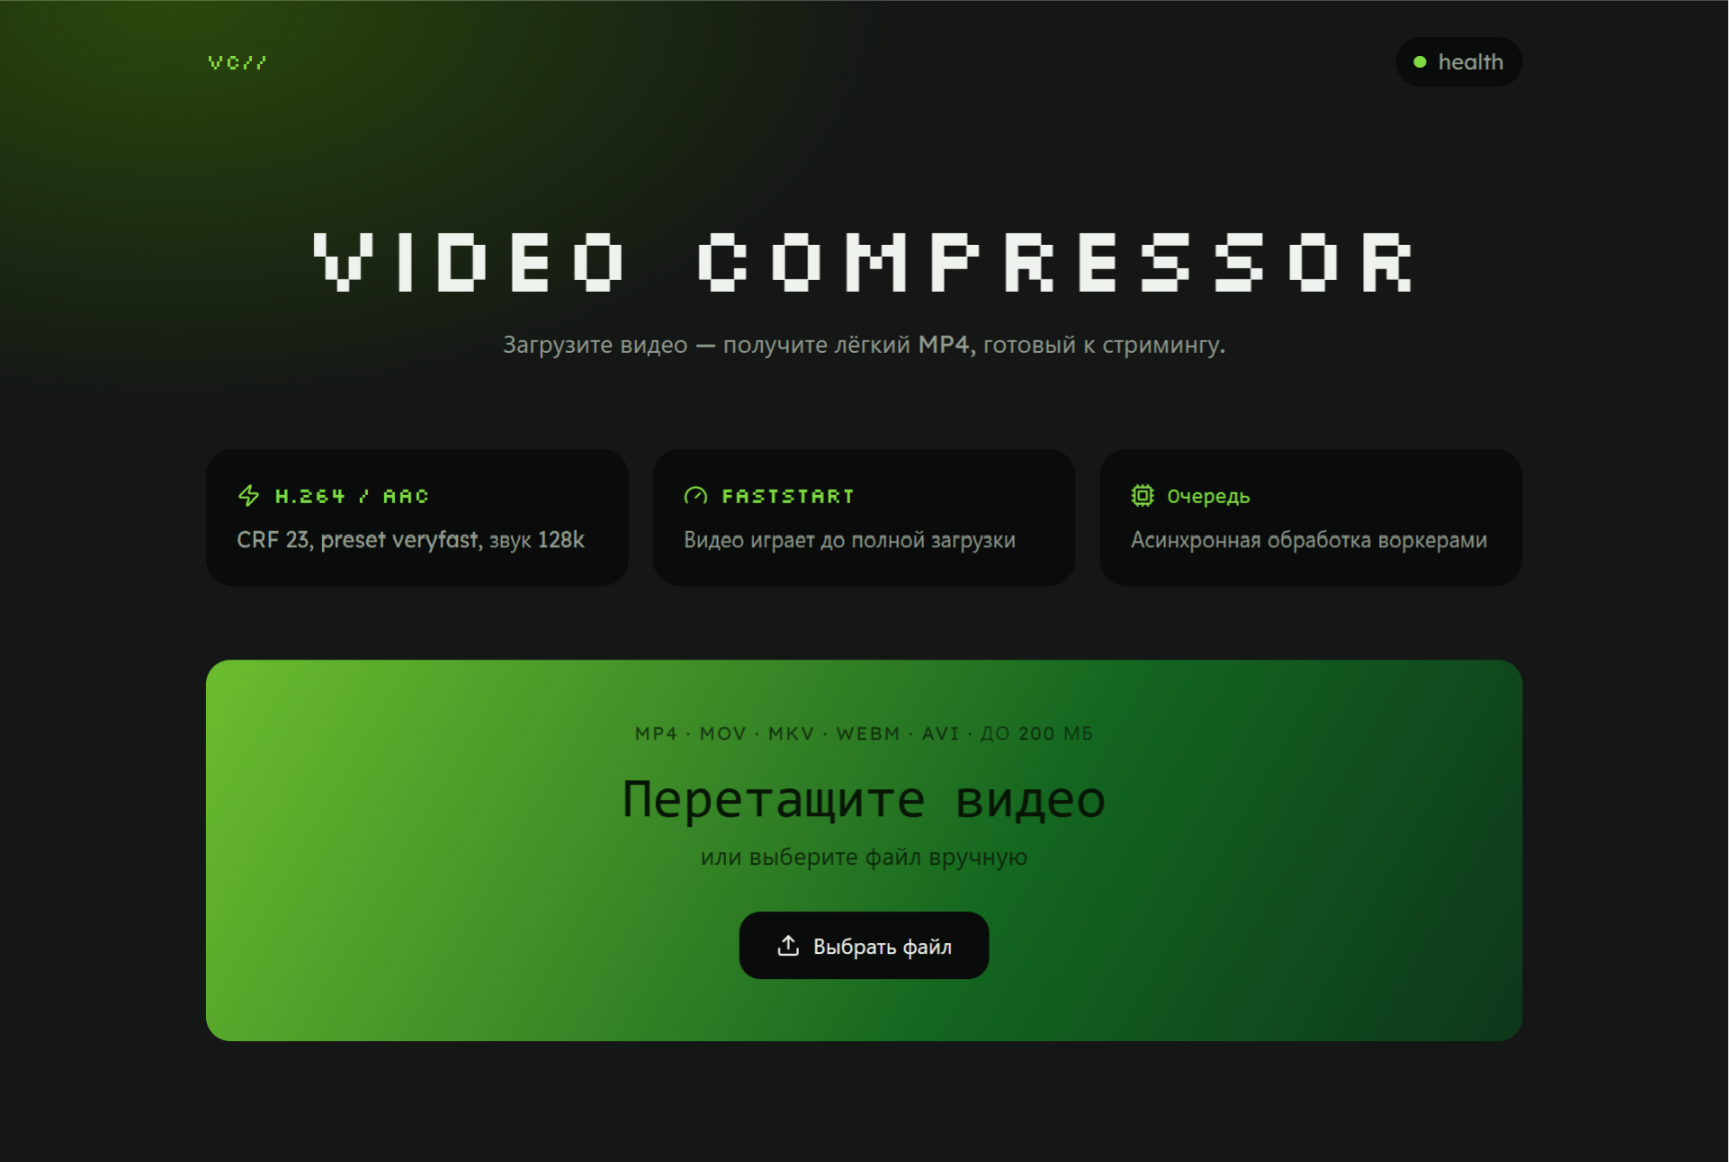 VC//
health
VIDEO COMPRESSOR
Загрузите видео — получите лёгкий MP4, готовый к стримингу.
H.264 / AAC
CRF 23, preset veryfast, звук 128k
FASTSTART
Видео играет до полной загрузки
Очередь
Асинхронная обработка воркерами
MP4 · MOV · MKV · WEBM · AVI · ДО 200 МБ
Перетащите видео
или выберите файл вручную
Выбрать файл